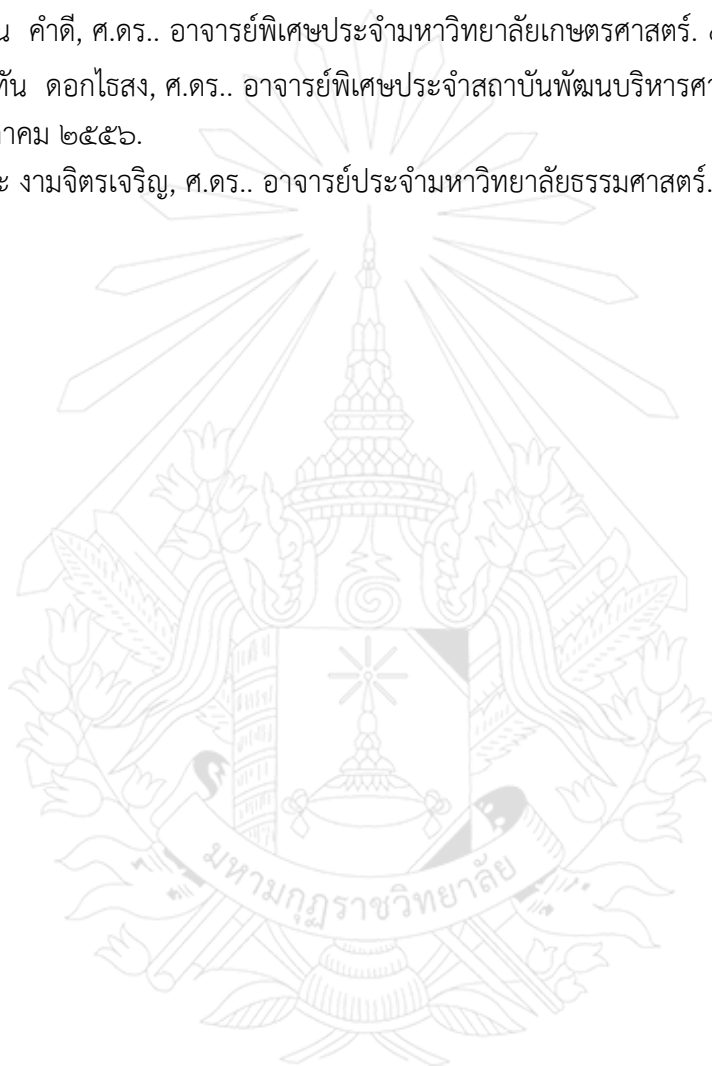 คำดี, ศ.ดร.. อาจารย์พิเศษประจำมหาวิทยาลัยเกษตรศาสตร์.
ดอกไธสง, ศ.ดร.. อาจารย์พิเศษประจำสถาบันพัฒนบริหารศา
าคม ๒๕๕๖.
ะ งามจิตรเจริญ, ศ.ดร.. อาจารย์ประจำมหาวิทยาลัยธรรมศาสตร์.
มหามกุฏราชวิทยาลัย